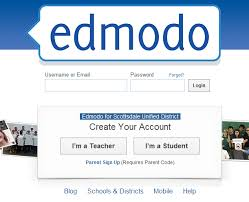 edmodo
Username or Email Password Forgot?
Login
Edmodo for Scottsdale Unified District
Create Your Account
I'm a Teacher I'm a Student
Parent Sign Up (Requires Parent Code)
Blog Schools & Districts Mobile Help